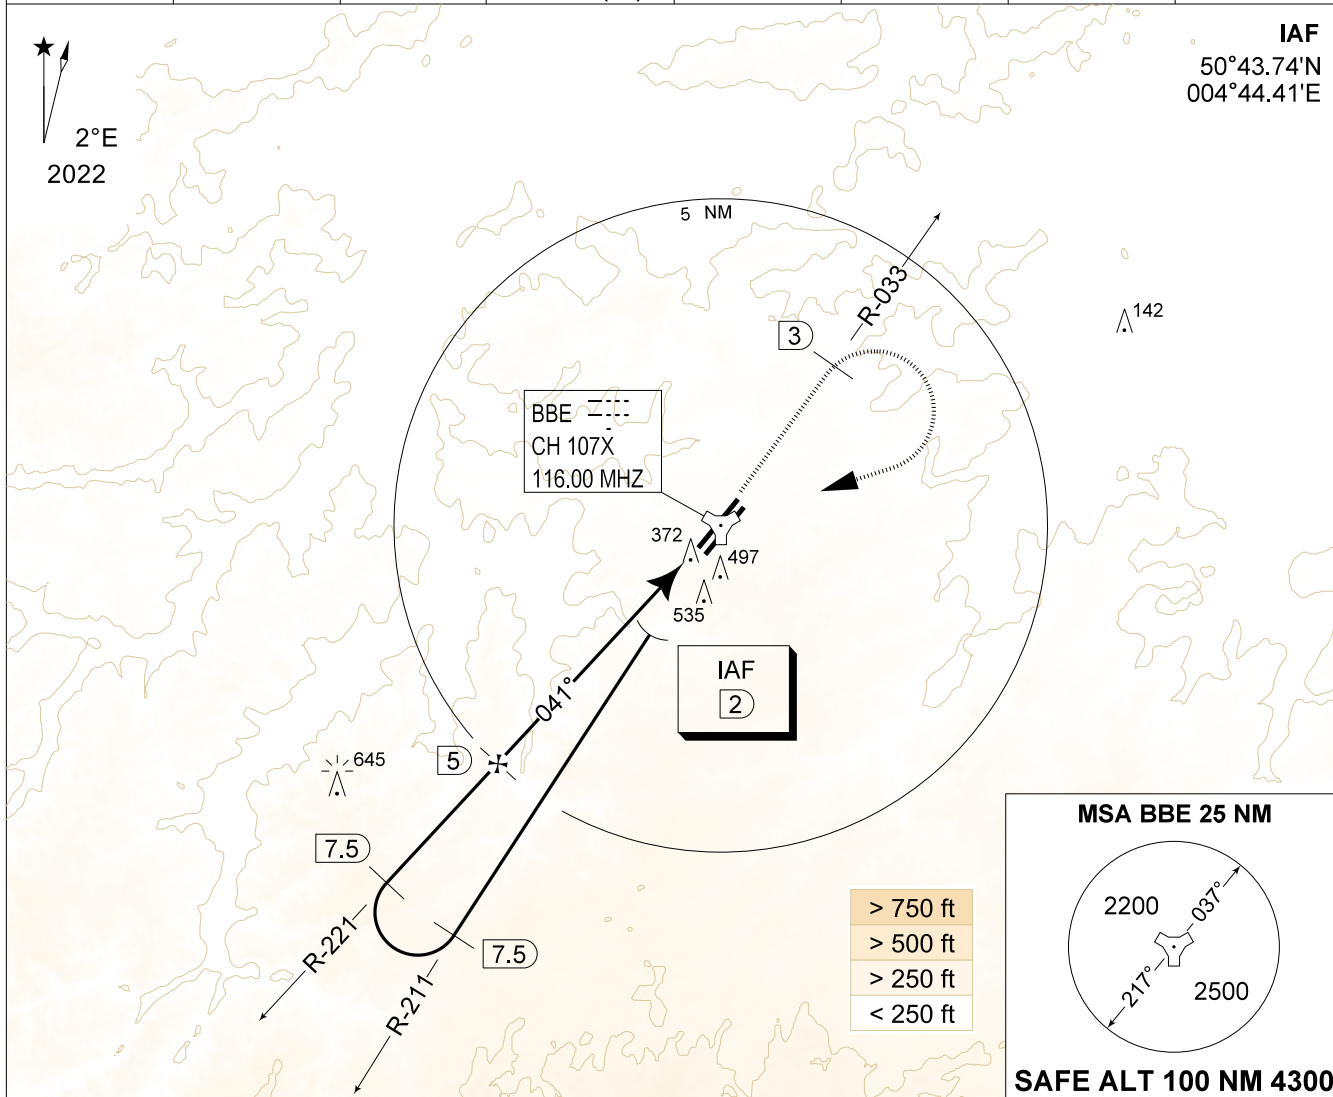 IAF
50°43.74'N
004°44.41'E
2°E
2022
5 NM
R-033
142
3
BBE
CH 107X
116.00 MHZ
372
497
535
IAF
2
041°
5
645
7.5
7.5
R-221
R-211
> 750 ft
> 500 ft
> 250 ft
< 250 ft
MSA BBE 25 NM
2200
037°
217°
2500
SAFE ALT 100 NM 4300